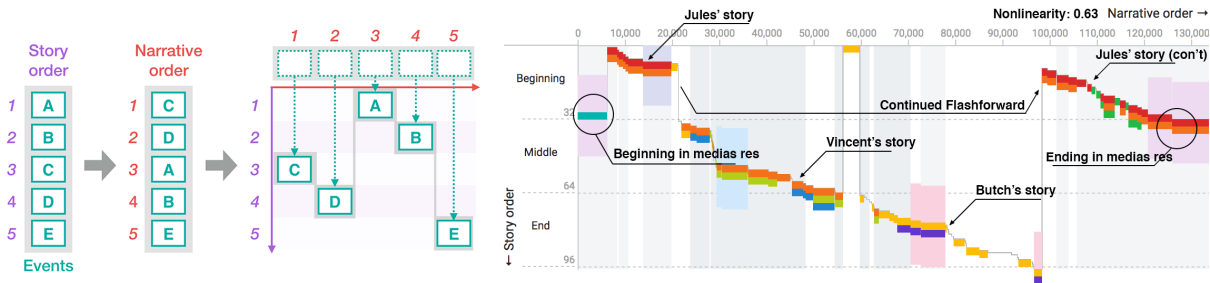 Story order
Narrative order
1 A
2 B
3 C
4 D
5 E
Events
1 C
2 D
3 A
4 B
5 E
1 2 3 4 5
1 A
2 B
3 C
4 D
5 E
Nonlinearity: 0.63 Narrative order →
0 10,000 20,000 30,000 40,000 50,000 60,000 70,000 80,000 90,000 100,000 110,000 120,000 130,000
Jules' story
Jules' story (con't)
Beginning
Continued Flashforward
32
Beginning in medias res
Vincent's story
Ending in medias res
Middle
64
Butch's story
End
96
← Story order